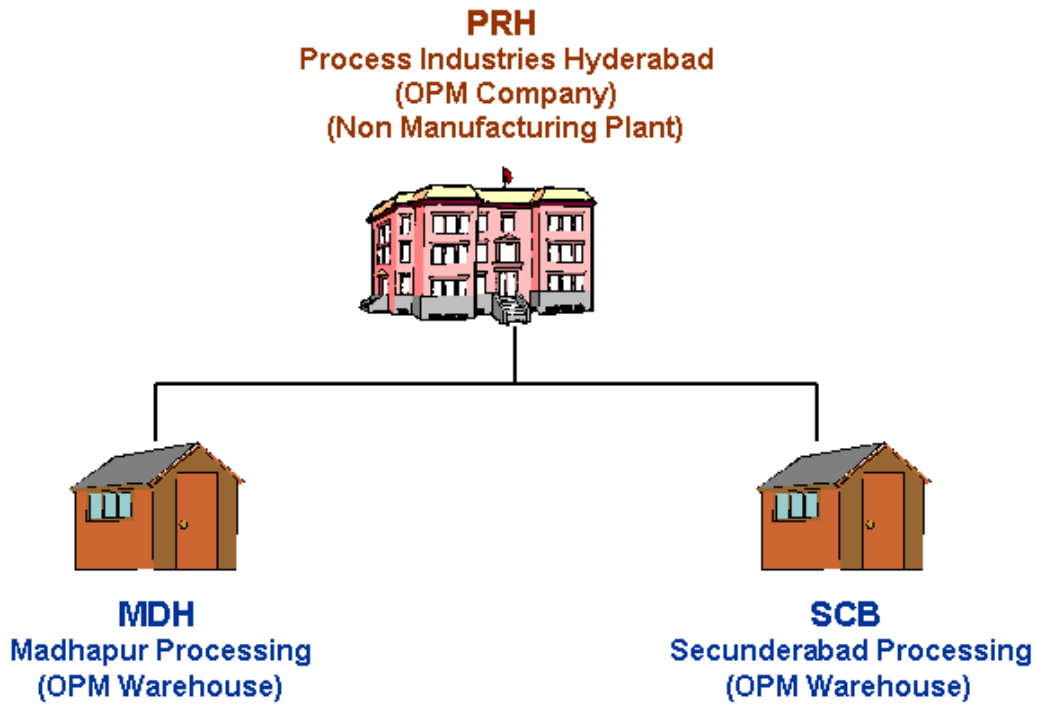 PRH
Process Industries Hyderabad
(OPM Company)
(Non Manufacturing Plant)
MDH
Madhapur Processing
(OPM Warehouse)
SCB
Secunderabad Processing
(OPM Warehouse)